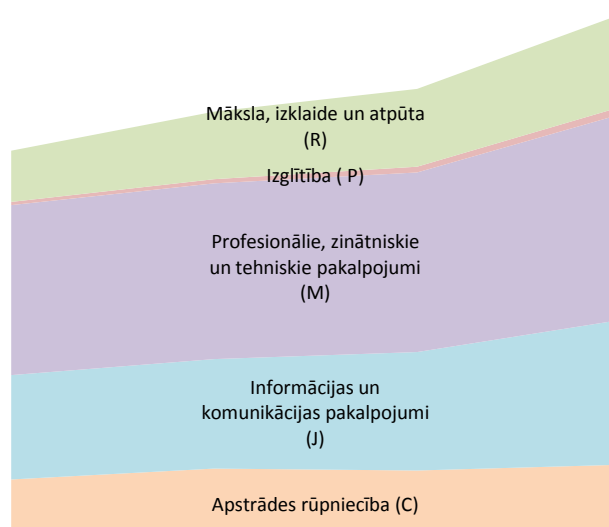 Māksla, izklaide un atpūta
(R)
Izglītība ( P)
Profesionālie, zinātniskie
un tehniskie pakalpojumi
(M)
Informācijas un
komunikācijas pakalpojumi
(J)
Apstrādes rūpniecība (C)